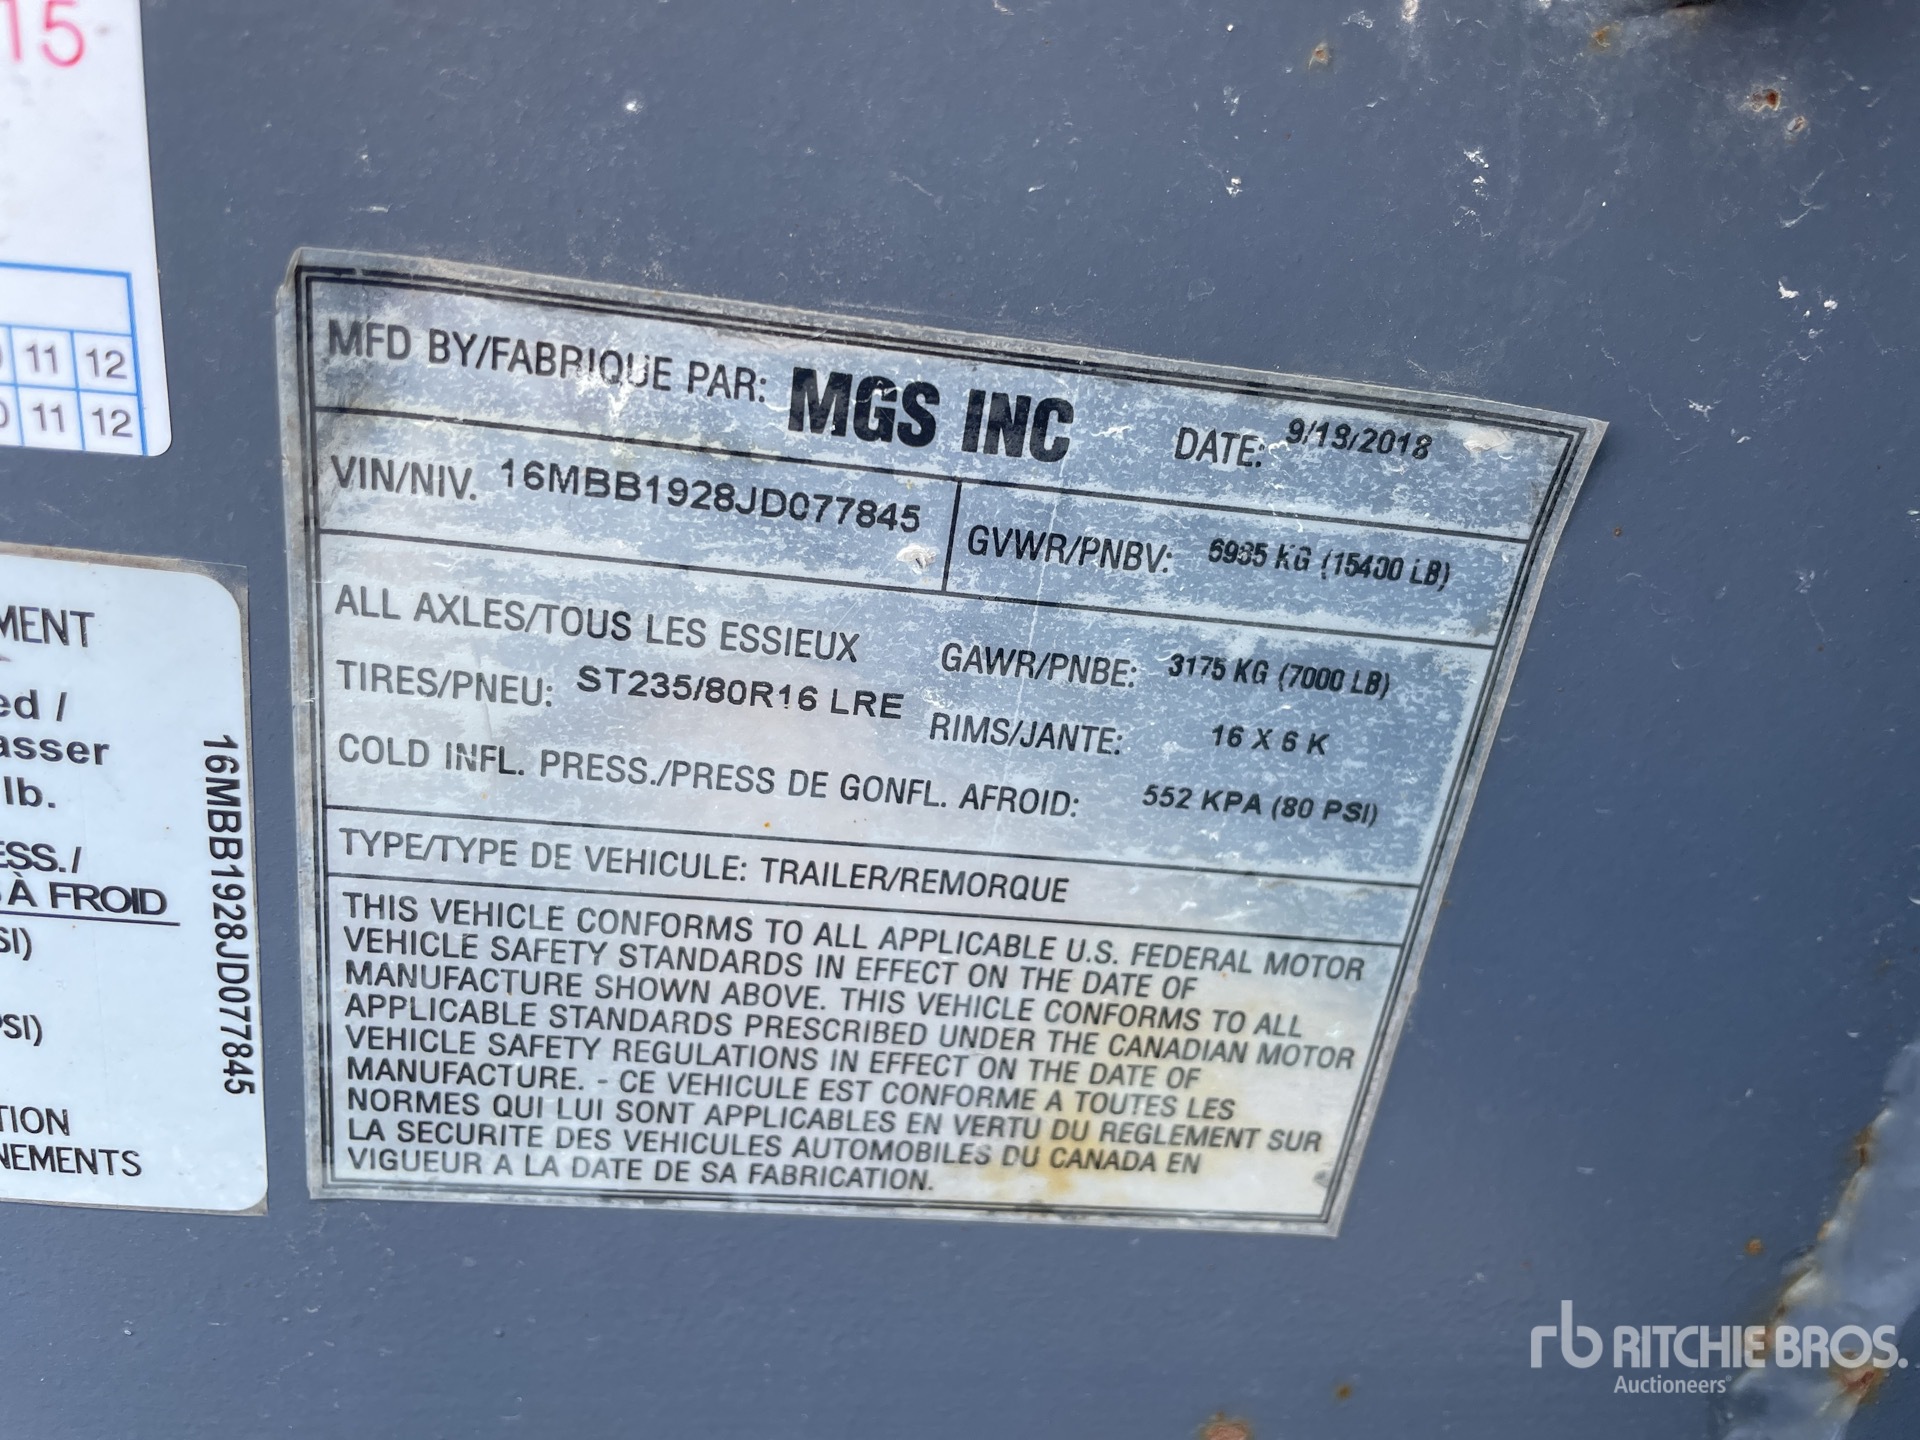 15
11 12
11 12
MENT
ed /
asser
lb.
ESS./
À FROID
SI)
PSI)
TION
NEMENTS
16MBB1928JD077845
MFD BY/FABRIQUE PAR: MGS INC DATE: 9/18/2018
VIN/NIV. 16MBB1928JD077845 GVWR/PNBV: 6985 KG (15400 LB)
ALL AXLES/TOUS LES ESSIEUX GAWR/PNBE: 3175 KG (7000 LB)
TIRES/PNEU: ST235/80R16 LRE RIMS/JANTE: 16 X 6 K
COLD INFL. PRESS./PRESS DE GONFL. AFROID: 552 KPA (80 PSI)
TYPE/TYPE DE VEHICULE: TRAILER/REMORQUE
THIS VEHICLE CONFORMS TO ALL APPLICABLE U.S. FEDERAL MOTOR
VEHICLE SAFETY STANDARDS IN EFFECT ON THE DATE OF
MANUFACTURE SHOWN ABOVE. THIS VEHICLE CONFORMS TO ALL
APPLICABLE STANDARDS PRESCRIBED UNDER THE CANADIAN MOTOR
VEHICLE SAFETY REGULATIONS IN EFFECT ON THE DATE OF
MANUFACTURE. - CE VEHICULE EST CONFORME A TOUTES LES
NORMES QUI LUI SONT APPLICABLES EN VERTU DU REGLEMENT SUR
LA SECURITE DES VEHICULES AUTOMOBILES DU CANADA EN
VIGUEUR A LA DATE DE SA FABRICATION.
rb RITCHIE BROS.
Auctioneers